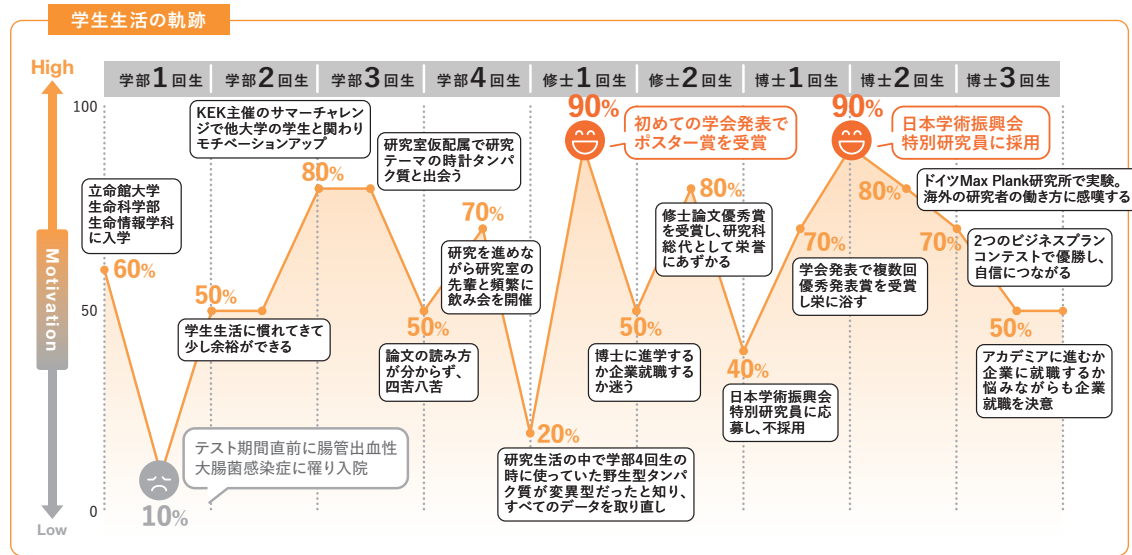 学生生活の軌跡
High
学部1回生
学部2回生
学部3回生
学部4回生
修士1回生
修士2回生
博士1回生
博士2回生
博士3回生
100
50
0
Motivation
Low
立命館大学
生命科学部
生命情報学科
に入学
60%
テスト期間直前に腸管出血性
大腸菌感染症に罹り入院
10%
50%
学生生活に慣れてきて
少し余裕ができる
KEK主催のサマーチャレン
ジで他大学の学生と関わり
モチベーションアップ
80%
研究室仮配属で研究
テーマの時計タンパ
ク質と出会う
50%
論文の読み方
が分からず、
四苦八苦
70%
研究を進めな
がら研究室の
先輩と頻繁に
飲み会を開催
20%
研究生活の中で学部4回生の
時に使っていた野生型タンパ
ク質が変異型だったと知り、
すべてのデータを取り直し
90%
初めての学会発表で
ポスター賞を受賞
50%
博士に進学する
か企業就職する
か迷う
80%
修士論文優秀賞
を受賞し、研究科
総代として栄誉
にあずかる
40%
日本学術振興会
特別研究員に応
募し、不採用
70%
学会発表で複数回
優秀発表賞を受賞
し栄に浴す
90%
日本学術振興会
特別研究員に採用
80%
ドイツMax Plank研究所で実験。
海外の研究者の働き方に感嘆する
70%
2つのビジネスプラン
コンテストで優勝し、
自信につながる
50%
アカデミアに進むか
企業に就職するか
悩みながらも企業
就職を決意